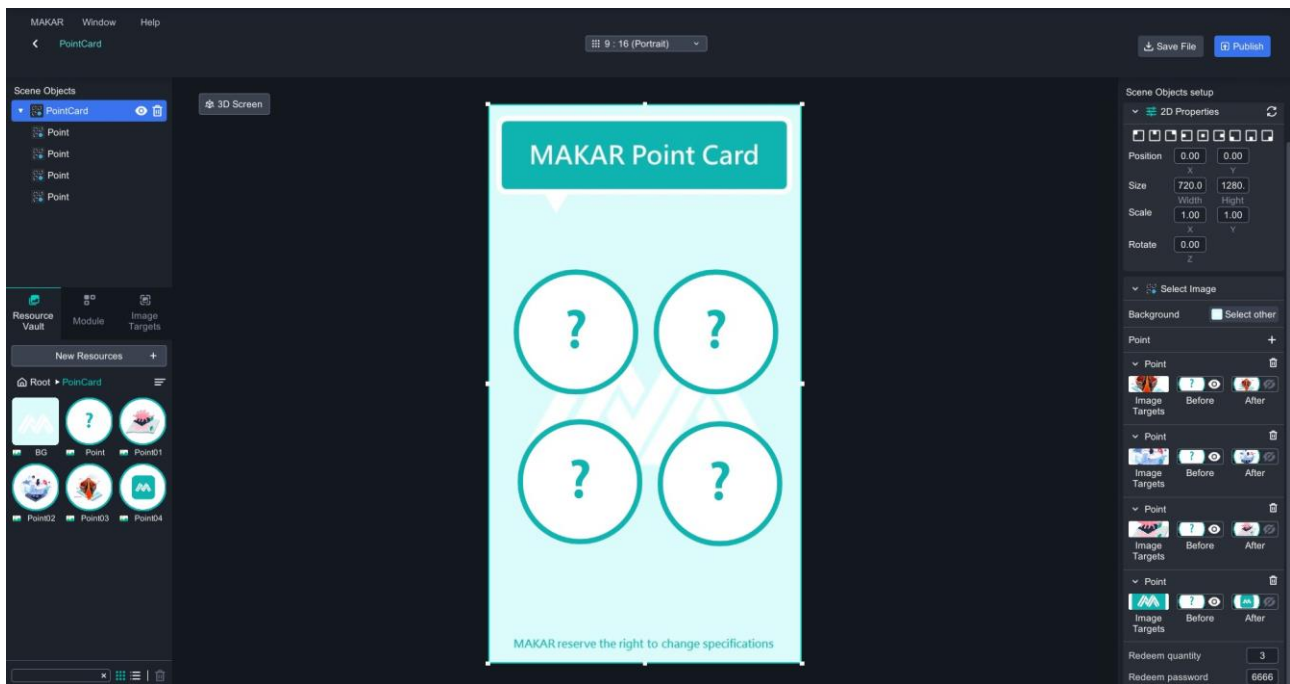 MAKAR Window Help
PointCard
9 : 16 (Portrait)
Save File
Publish
Scene Objects
PointCard
Point
Point
Point
Point
Resource Vault
Module
Image Targets
New Resources +
Root PoinCard
BG Point Point01
Point02 Point03 Point04
3D Screen
MAKAR Point Card
? ?
? ?
MAKAR reserve the right to change specifications
Scene Objects setup
2D Properties
Position 0.00 0.00
X Y
Size 720.0 1280.
Width Hight
Scale 1.00 1.00
X Y
Rotate 0.00
Z
Select Image
Background Select other
Point +
Point
Image Targets Before After
Point
Image Targets Before After
Point
Image Targets Before After
Point
Image Targets Before After
Redeem quantity 3
Redeem password 6666